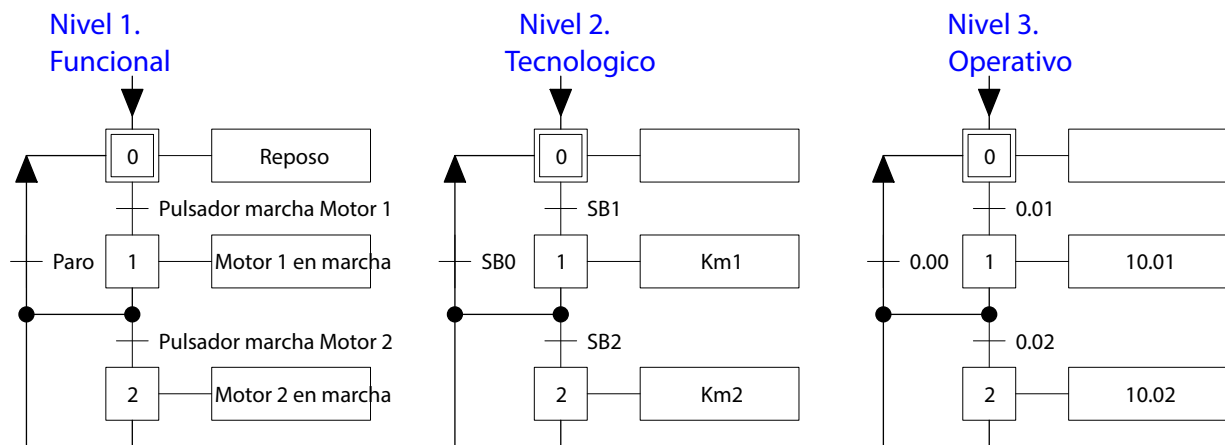 Nivel 1.
Funcional
0
Reposo
Pulsador marcha Motor 1
Paro
1
Motor 1 en marcha
Pulsador marcha Motor 2
2
Motor 2 en marcha
Nivel 2.
Tecnologico
0
SB1
SB0
1
Km1
SB2
2
Km2
Nivel 3.
Operativo
0
0.01
0.00
1
10.01
0.02
2
10.02